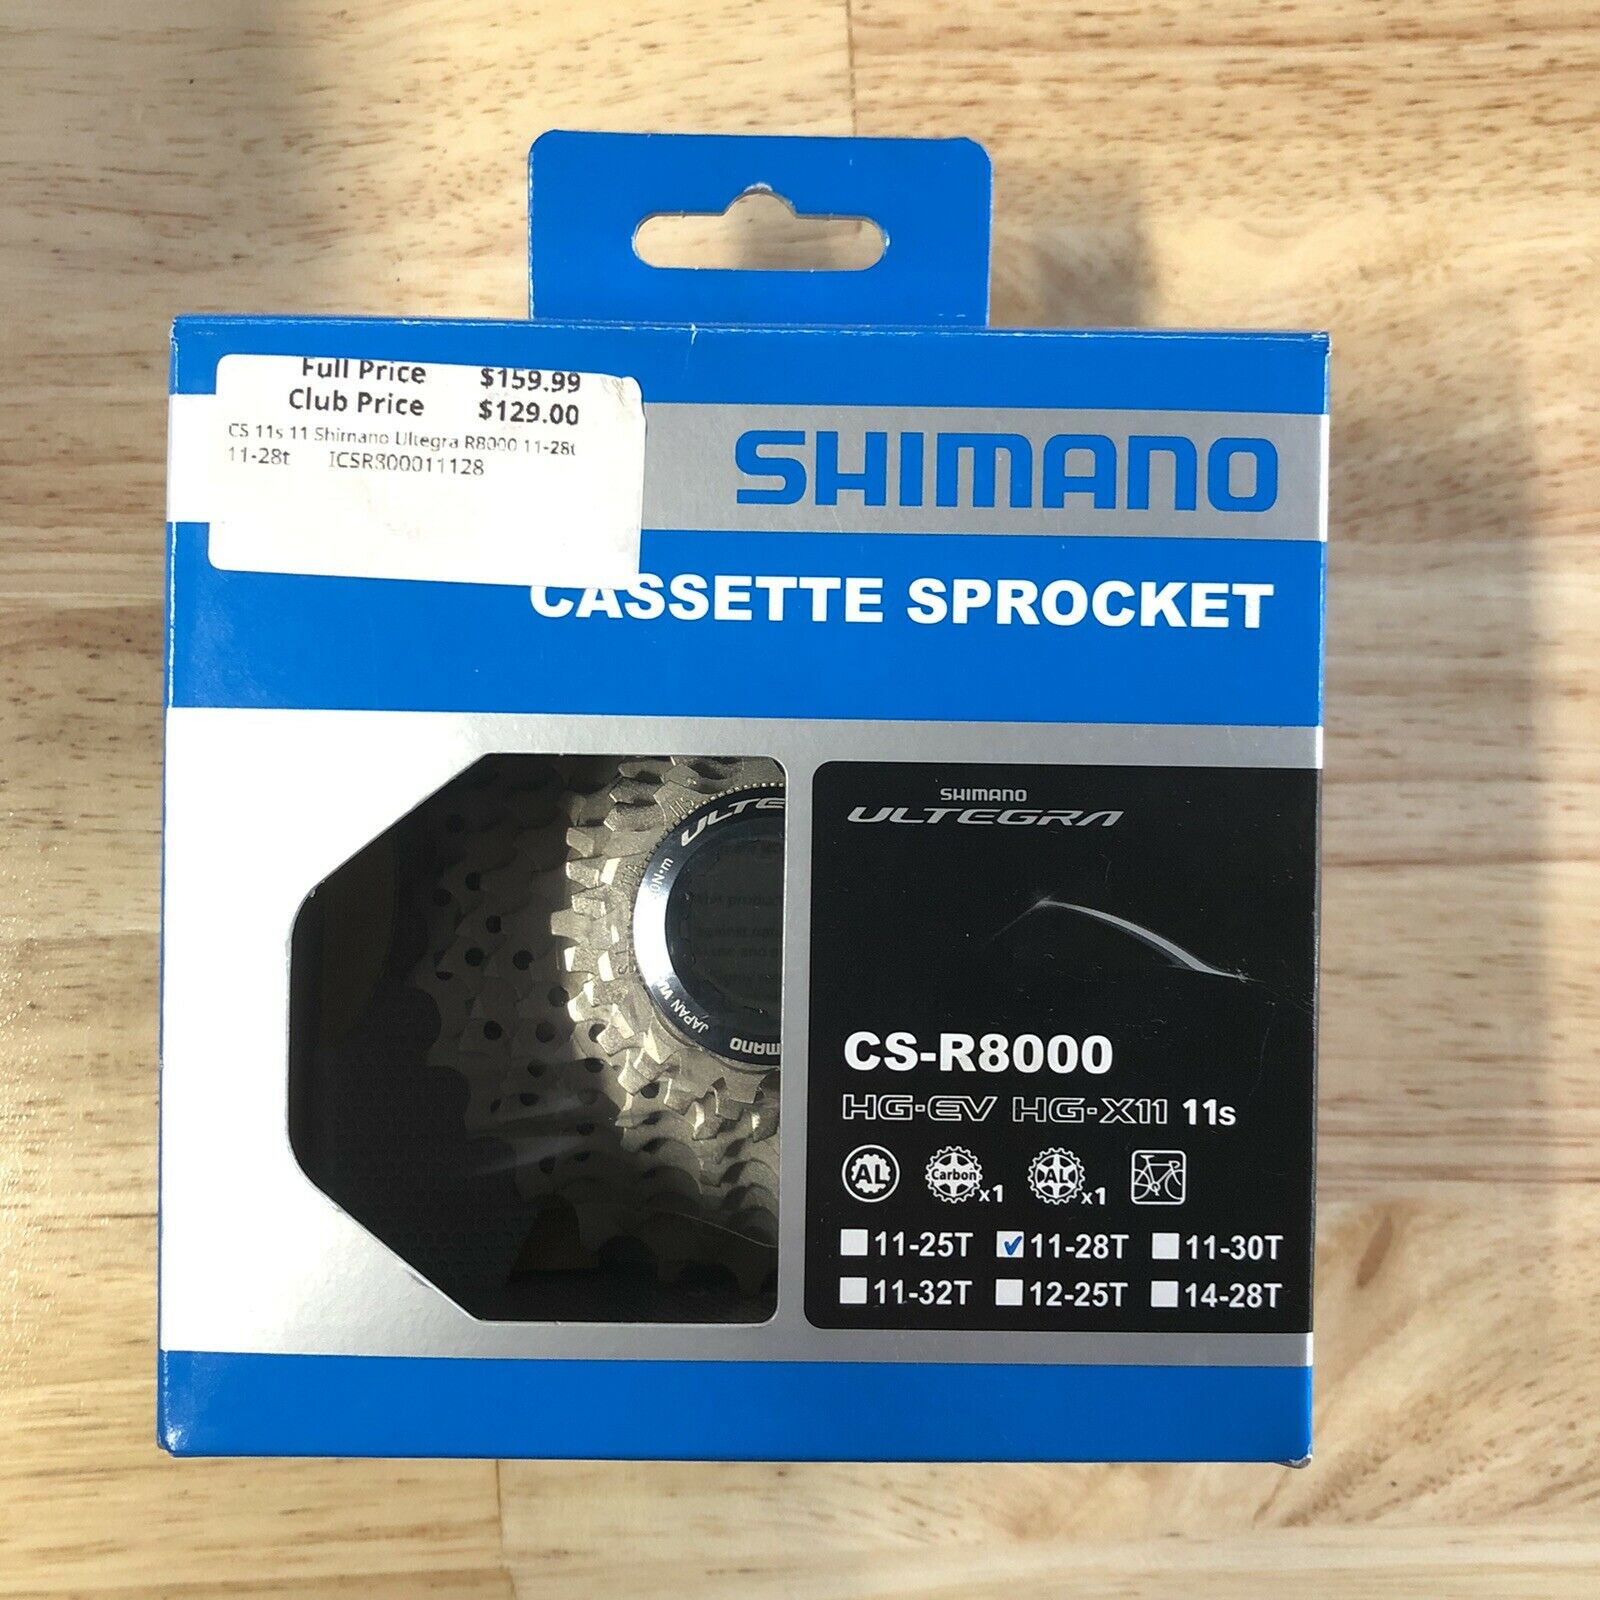 Full Price $159.99
Club Price $129.00
CS 11s 11 Shimano Ultegra R8000 11-28t
11-28t ICSR800011128
SHIMANO
CASSETTE SPROCKET
SHIMANO
ULTEGRA
CS-R8000
HG-EV HG-X11 11s
AL Carbon x1 AL x1
11-25T 11-28T 11-30T
11-32T 12-25T 14-28T
ULTE
0N·m
JAPAN
IMANO